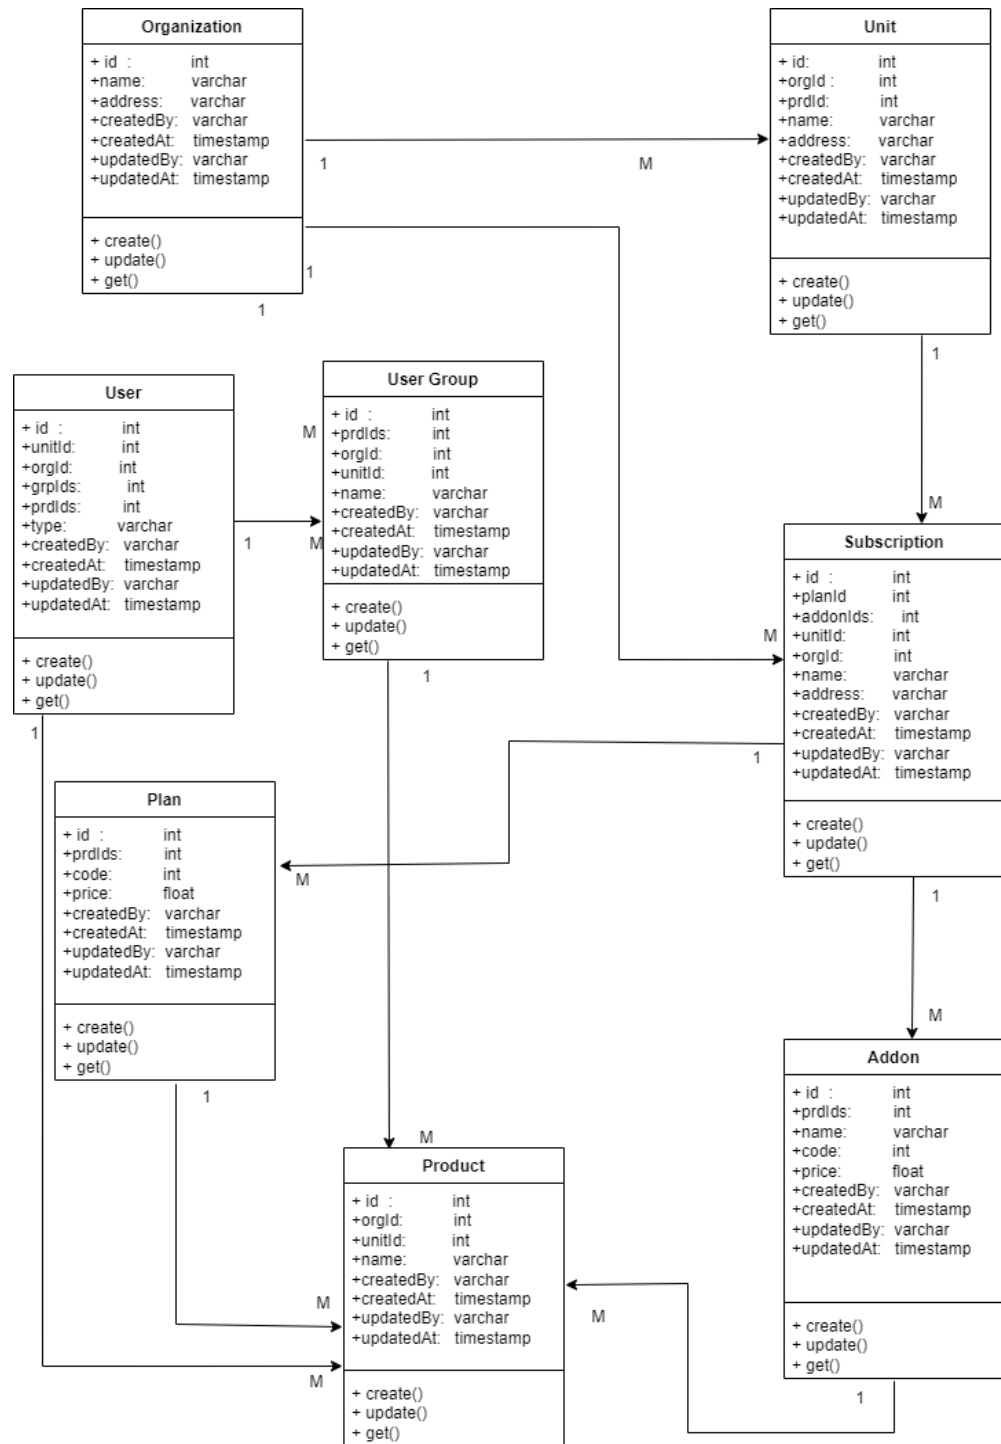 Organization
+ id : int
+name: varchar
+address: varchar
+createdBy: varchar
+createdAt: timestamp
+updatedBy: varchar
+updatedAt: timestamp
+ create()
+ update()
+ get()
1
M
1
1
Unit
+ id: int
+orgId : int
+prdId: int
+name: varchar
+address: varchar
+createdBy: varchar
+createdAt: timestamp
+updatedBy: varchar
+updatedAt: timestamp
+ create()
+ update()
+ get()
1
M
User
+ id : int
+unitId: int
+orgId: int
+grpIds: int
+prdIds: int
+type: varchar
+createdBy: varchar
+createdAt: timestamp
+updatedBy: varchar
+updatedAt: timestamp
+ create()
+ update()
+ get()
1
M
1
M
User Group
+ id : int
+prdIds: int
+orgId: int
+unitId: int
+name: varchar
+createdBy: varchar
+createdAt: timestamp
+updatedBy: varchar
+updatedAt: timestamp
+ create()
+ update()
+ get()
1
M
Subscription
+ id : int
+planId int
+addonIds: int
+unitId: int
+orgId: int
+name: varchar
+address: varchar
+createdBy: varchar
+createdAt: timestamp
+updatedBy: varchar
+updatedAt: timestamp
+ create()
+ update()
+ get()
1
M
1
M
Plan
+ id : int
+prdIds: int
+code: int
+price: float
+createdBy: varchar
+createdAt: timestamp
+updatedBy: varchar
+updatedAt: timestamp
+ create()
+ update()
+ get()
1
M
Addon
+ id : int
+prdIds: int
+name: varchar
+code: int
+price: float
+createdBy: varchar
+createdAt: timestamp
+updatedBy: varchar
+updatedAt: timestamp
+ create()
+ update()
+ get()
1
M
Product
+ id : int
+orgId: int
+unitId: int
+name: varchar
+createdBy: varchar
+createdAt: timestamp
+updatedBy: varchar
+updatedAt: timestamp
+ create()
+ update()
+ get()
M
M